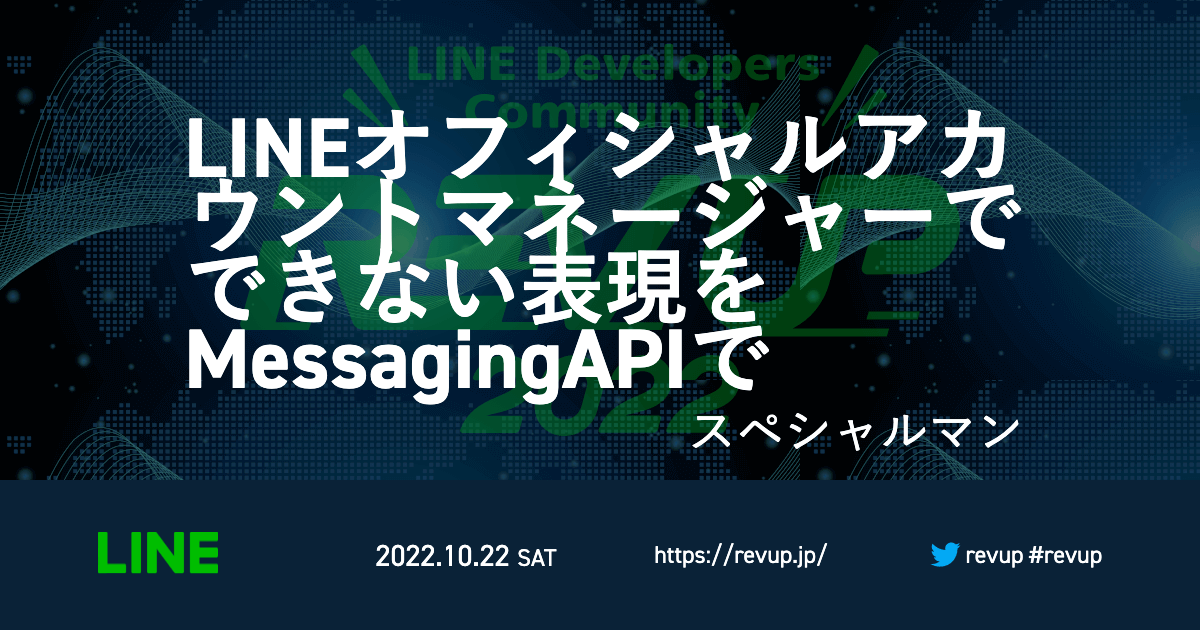 LINE Developers
Community
REVUP
2022
LINEオフィシャルアカ
ウントマネージャーで
できない表現を
MessagingAPIで
スペシャルマン
LINE
2022.10.22 SAT
https://revup.jp/
revup #revup